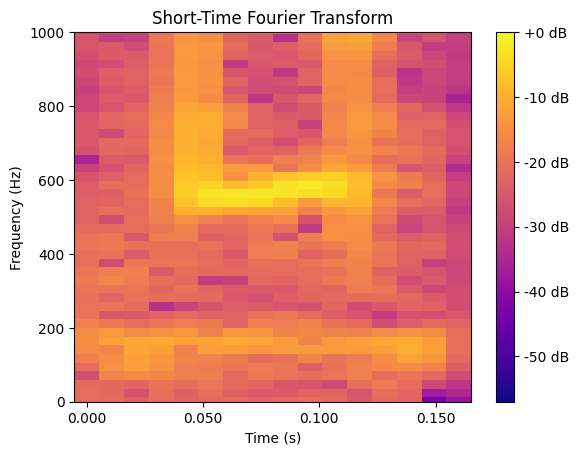 Short-Time Fourier Transform
1000
800
600
400
200
0
Frequency (Hz)
0.000
0.050
0.100
0.150
Time (s)
+0 dB
-10 dB
-20 dB
-30 dB
-40 dB
-50 dB